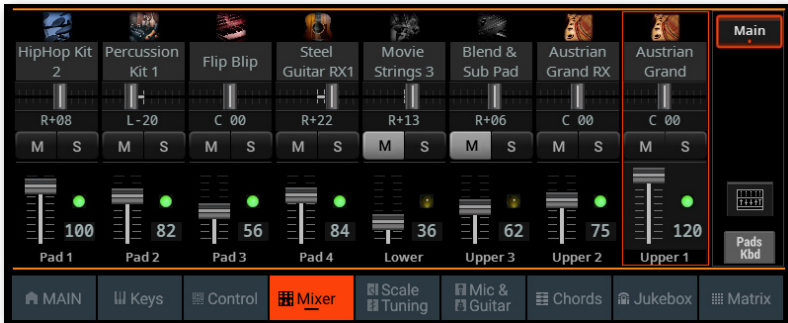 HipHop Kit 2
Percussion Kit 1
Flip Blip
Steel Guitar RX1
Movie Strings 3
Blend & Sub Pad
Austrian Grand RX
Austrian Grand
Main
R+08 L-20 C 00 R+22 R+13 R+06 C 00 C 00
M S M S M S M S M S M S M S M S
100 82 56 84 36 62 75 120
Pad 1 Pad 2 Pad 3 Pad 4 Lower Upper 3 Upper 2 Upper 1
Pads
Kbd
MAIN Keys Control Mixer Scale Tuning Mic & Guitar Chords Jukebox Matrix